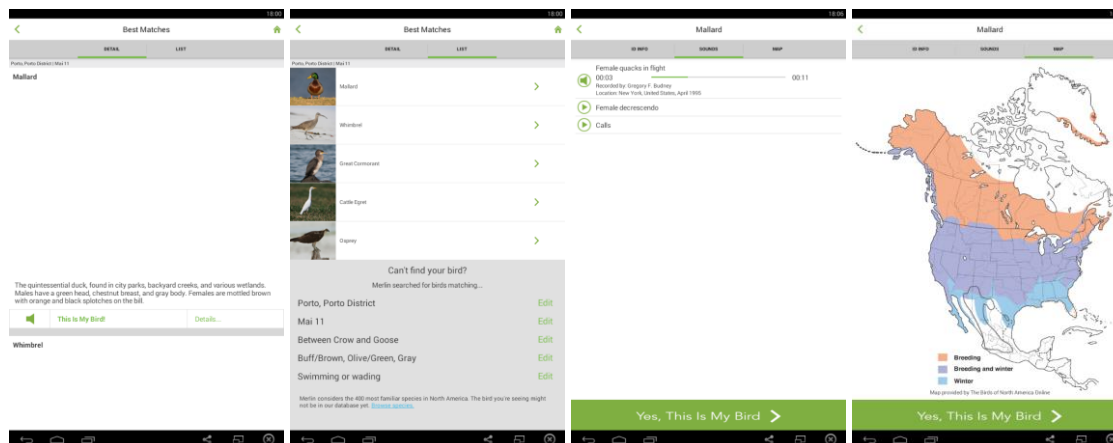 18:00
Best Matches
DETAIL LIST
Porto, Porto District | Mai 11
Mallard
The quintessential duck, found in city parks, backyard creeks, and various wetlands.
Males have a green head, chestnut breast, and gray body. Females are mottled brown
with orange and black splotches on the bill.
This Is My Bird! Details...
Whimbrel
18:00
Best Matches
DETAIL LIST
Porto, Porto District | Mai 11
Mallard
Whimbrel
Great Cormorant
Cattle Egret
Osprey
Can't find your bird?
Merlin searched for birds matching...
Porto, Porto District Edit
Mai 11 Edit
Between Crow and Goose Edit
Buff/Brown, Olive/Green, Gray Edit
Swimming or wading Edit
Merlin considers the 400 most familiar species in North America. The bird you're seeing might
not be in our database yet. Browse species.
18:06
Mallard
ID INFO SOUNDS MAP
Female quacks in flight
00:03 00:11
Recorded by: Gregory F. Budney
Location: New York, United States, April 1995
Female decrescendo
Calls
Yes, This Is My Bird
Mallard
ID INFO SOUNDS MAP
Breeding
Breeding and winter
Winter
Map provided by The Birds of North America Online
Yes, This Is My Bird